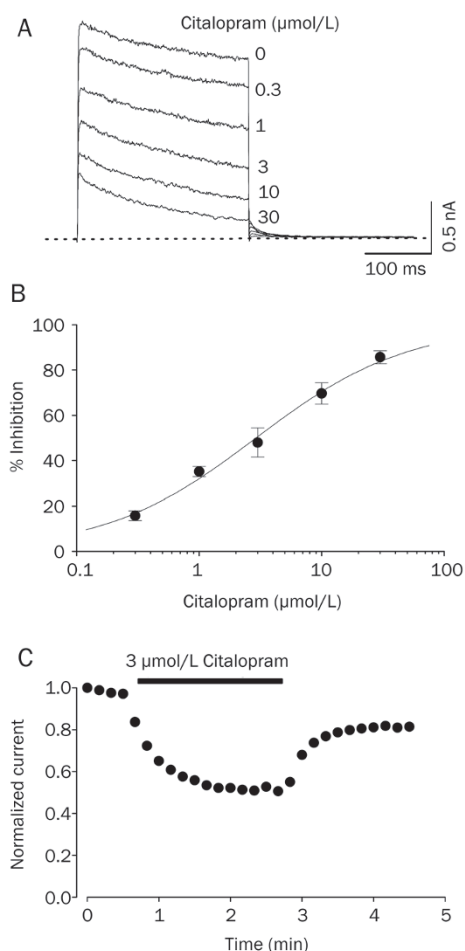 A
Citalopram (μmol/L)
0
0.3
1
3
10
30
0.5 nA
100 ms
B
100
80
60
40
20
0
% Inhibition
0.1
1
10
100
Citalopram (μmol/L)
C
3 μmol/L Citalopram
1.0
0.8
0.6
0.4
0.2
0.0
Normalized current
0
1
2
3
4
5
Time (min)